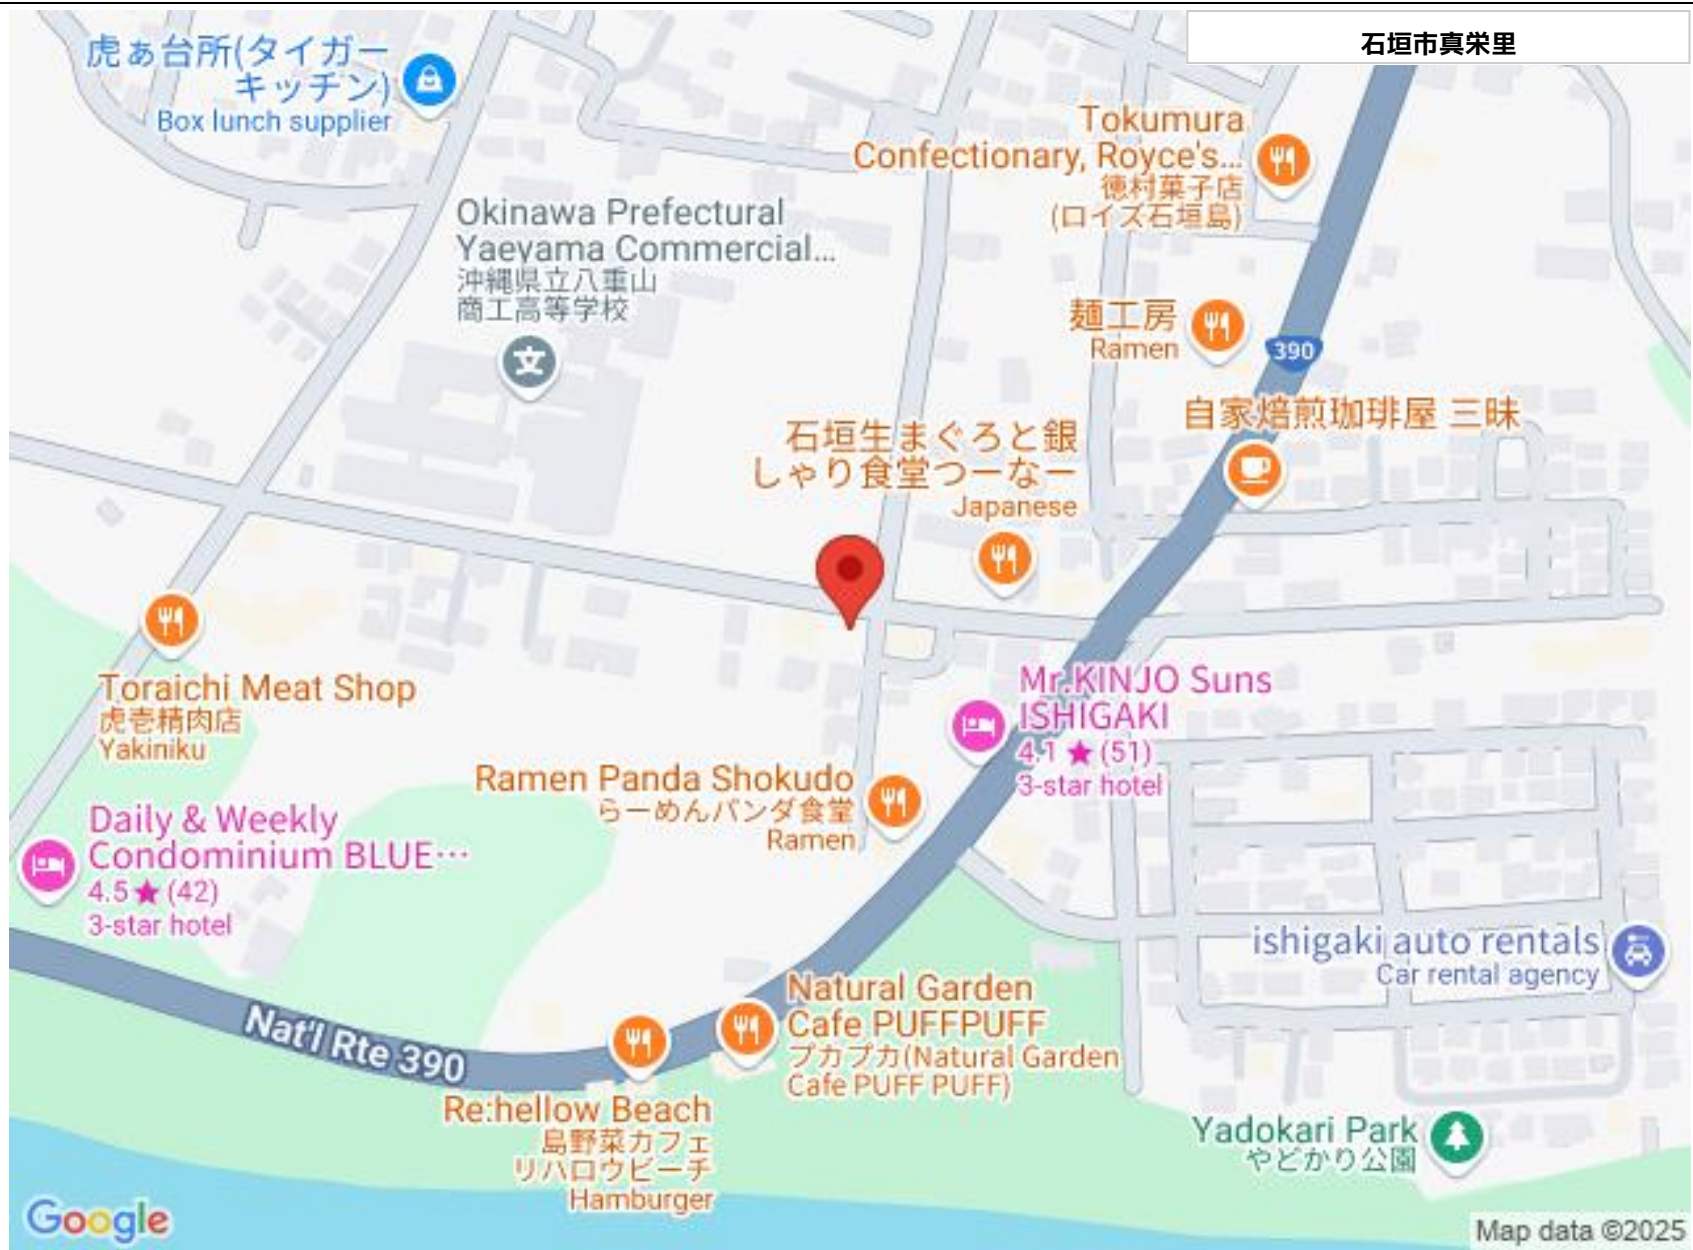 石垣市真栄里
虎ぁ台所(タイガー
キッチン)
Box lunch supplier
Tokumura
Confectionary, Royce's...
徳村菓子店
(ロイズ石垣島)
Okinawa Prefectural
Yaeyama Commercial...
沖縄県立八重山
商工高等学校
文
麺工房
Ramen
390
自家焙煎珈琲屋 三昧
石垣生まぐろと銀
しゃり食堂つーなー
Japanese
Toraichi Meat Shop
虎壱精肉店
Yakiniku
Mr.KINJO Suns
ISHIGAKI
4.1 ★ (51)
3-star hotel
Ramen Panda Shokudo
らーめんパンダ食堂
Ramen
Daily & Weekly
Condominium BLUE…
4.5 ★ (42)
3-star hotel
ishigaki auto rentals
Car rental agency
Natural Garden
Cafe PUFFPUFF
プカプカ(Natural Garden
Cafe PUFF PUFF)
Nat'l Rte 390
Re:hellow Beach
島野菜カフェ
リハロウビーチ
Hamburger
Yadokari Park
やどかり公園
Google
Map data ©2025